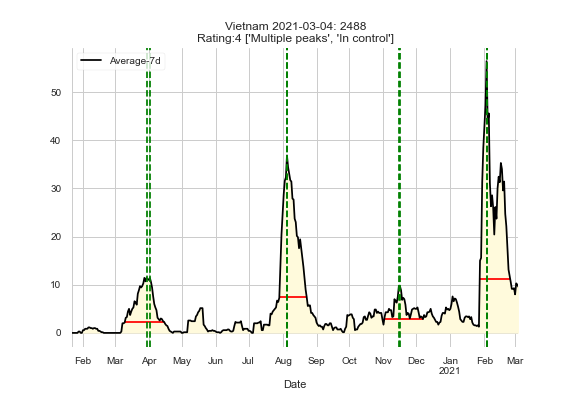 Vietnam 2021-03-04: 2488
Rating:4 ['Multiple peaks', 'In control']
Average-7d
50
40
30
20
10
0
Feb Mar Apr May Jun Jul Aug Sep Oct Nov Dec Jan Feb Mar
2021
Date